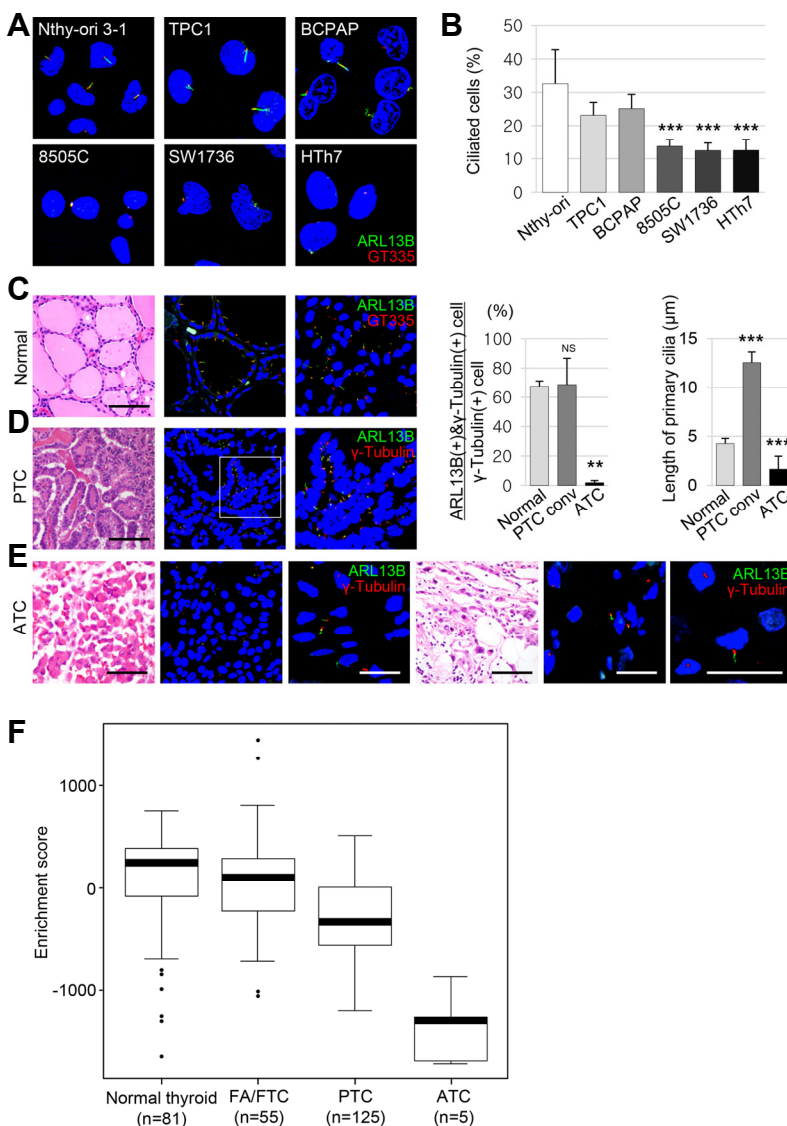 A
Nthy-ori 3-1
TPC1
BCPAP
8505C
SW1736
HTh7
ARL13B
GT335
B
Ciliated cells (%)
50
40
30
20
10
0
***
***
***
Nthy-ori
TPC1
BCPAP
8505C
SW1736
HTh7
C
Normal
ARL13B
GT335
D
PTC
ARL13B
γ-Tubulin
ARL13B(+)&γ-Tubulin(+) cell
γ-Tubulin(+) cell
(%)
100
80
60
40
20
0
NS
**
Normal
PTC conv
ATC
Length of primary cilia (μm)
15
10
5
0
***
***
Normal
PTC conv
ATC
E
ATC
ARL13B
γ-Tubulin
ARL13B
γ-Tubulin
F
Enrichment score
1000
0
-1000
Normal thyroid
(n=81)
FA/FTC
(n=55)
PTC
(n=125)
ATC
(n=5)